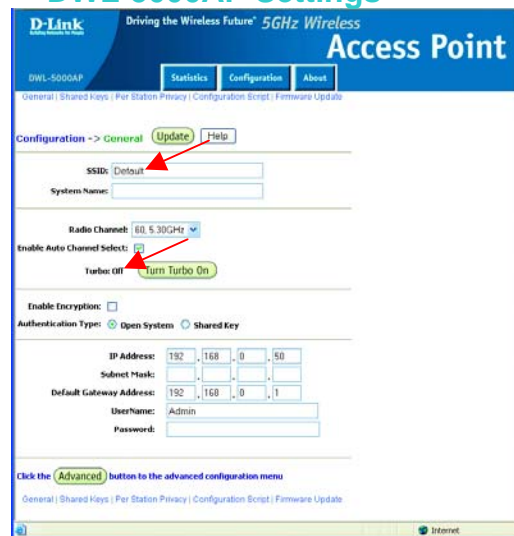 DWL-5000AP Settings
D-Link
Building Networks for People
Driving the Wireless Future" 5GHz Wireless
Access Point
DWL-5000AP
Statistics Configuration About
General | Shared Keys | Per Station Privacy | Configuration Script | Firmware Update
Configuration -> General Update Help
SSID: Default
System Name:
Radio Channel: 60, 5.30GHz
Enable Auto Channel Select:
Turbo: Off Turn Turbo On
Enable Encryption:
Authentication Type: Open System Shared Key
IP Address: 192 . 168 . 0 . 50
Subnet Mask: . . .
Default Gateway Address: 192 . 168 . 0 . 1
UserName: Admin
Password:
Click the Advanced button to the advanced configuration menu
General | Shared Keys | Per Station Privacy | Configuration Script | Firmware Update
Internet